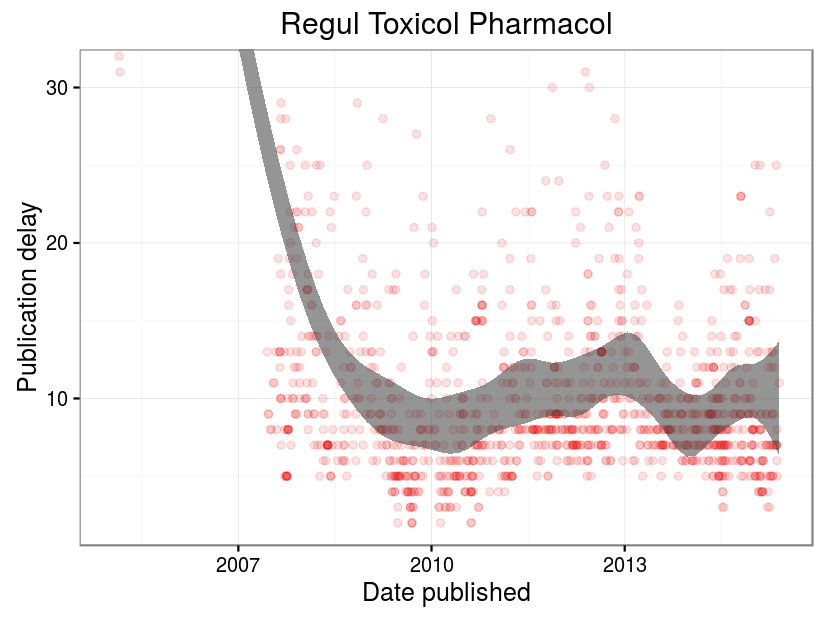 Regul Toxicol Pharmacol
30
20
10
Publication delay
2007 2010 2013
Date published